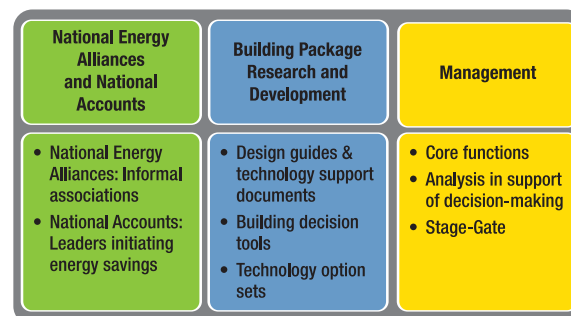 National Energy
Alliances
and National
Accounts
Building Package
Research and
Development
Management
• National Energy
Alliances: Informal
associations
• National Accounts:
Leaders initiating
energy savings
• Design guides &
technology support
documents
• Building decision
tools
• Technology option
sets
• Core functions
• Analysis in support
of decision-making
• Stage-Gate